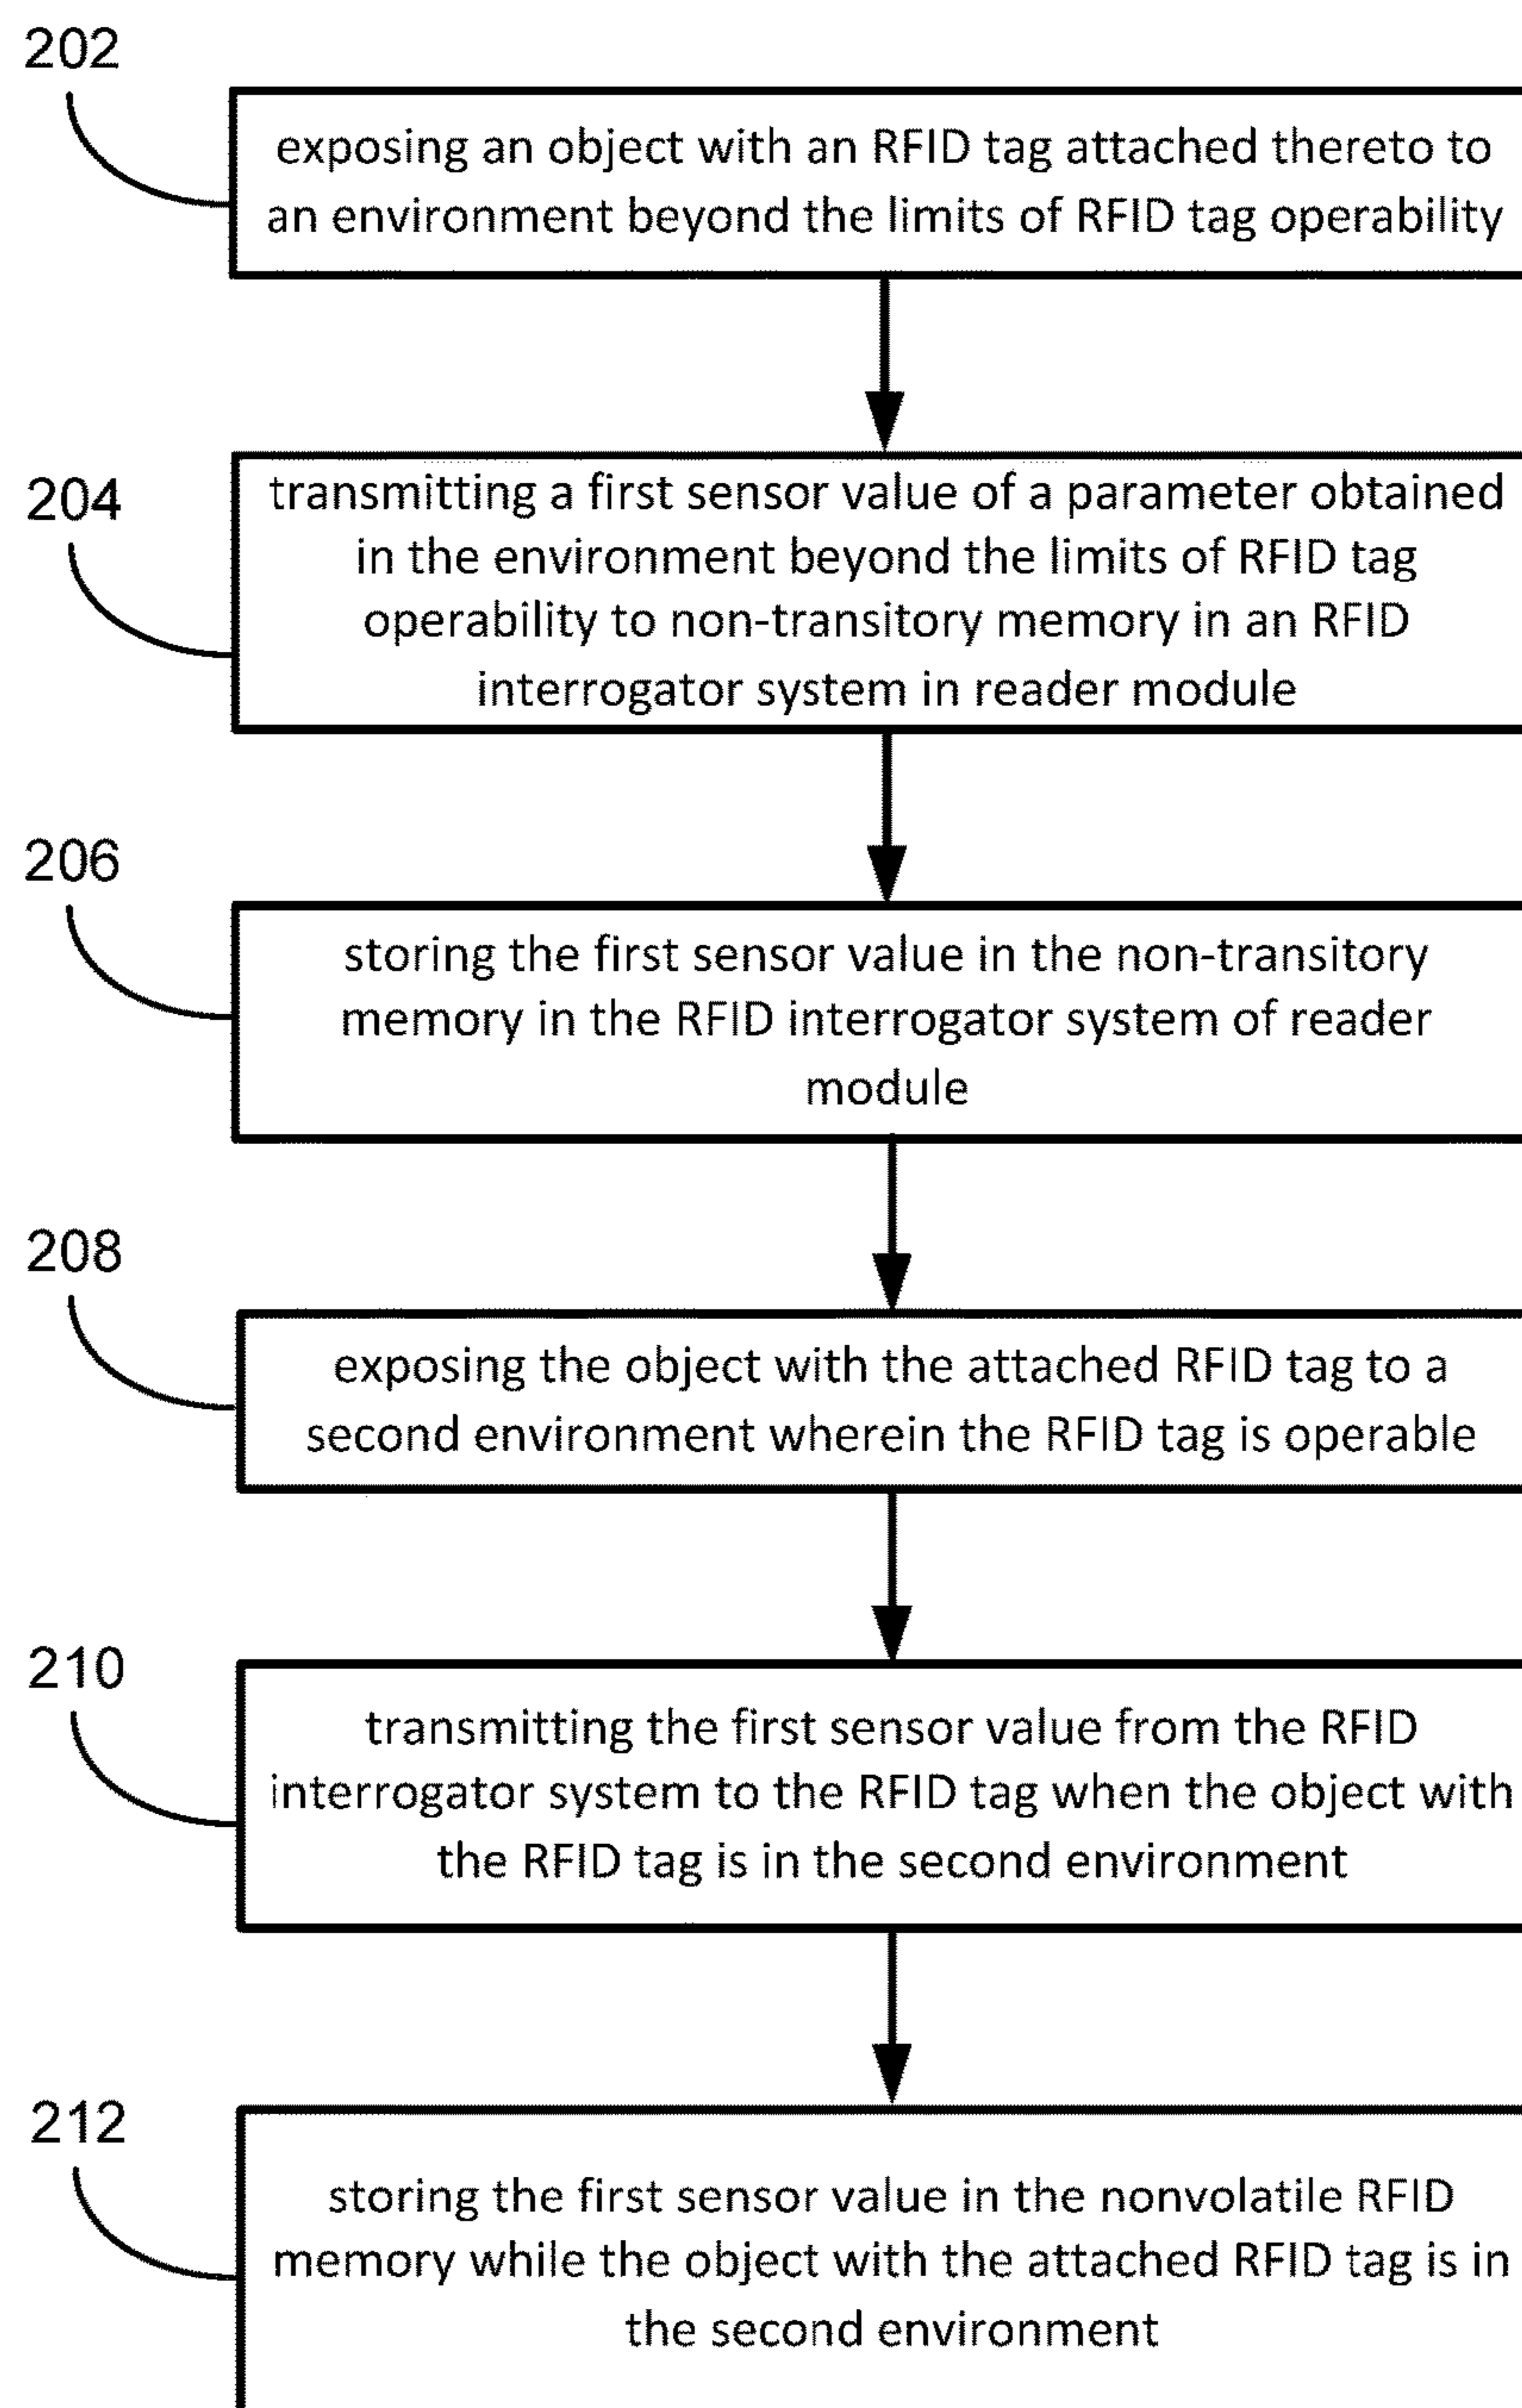 202
exposing an object with an RFID tag attached thereto to
an environment beyond the limits of RFID tag operability
204
transmitting a first sensor value of a parameter obtained
in the environment beyond the limits of RFID tag
operability to non-transitory memory in an RFID
interrogator system in reader module
206
storing the first sensor value in the non-transitory
memory in the RFID interrogator system of reader
module
208
exposing the object with the attached RFID tag to a
second environment wherein the RFID tag is operable
210
transmitting the first sensor value from the RFID
interrogator system to the RFID tag when the object with
the RFID tag is in the second environment
212
storing the first sensor value in the nonvolatile RFID
memory while the object with the attached RFID tag is in
the second environment